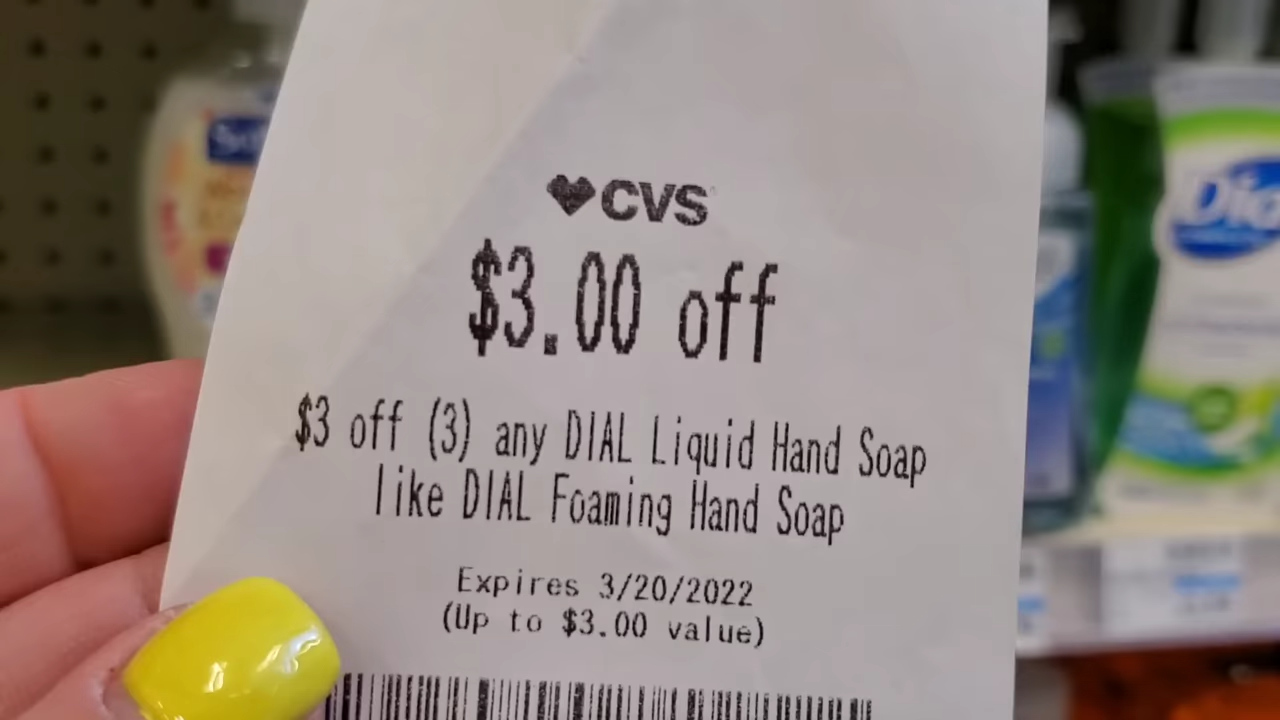 CVS
$3.00 off
$3 off (3) any DIAL Liquid Hand Soap
like DIAL Foaming Hand Soap
Expires 3/20/2022
(Up to $3.00 value)